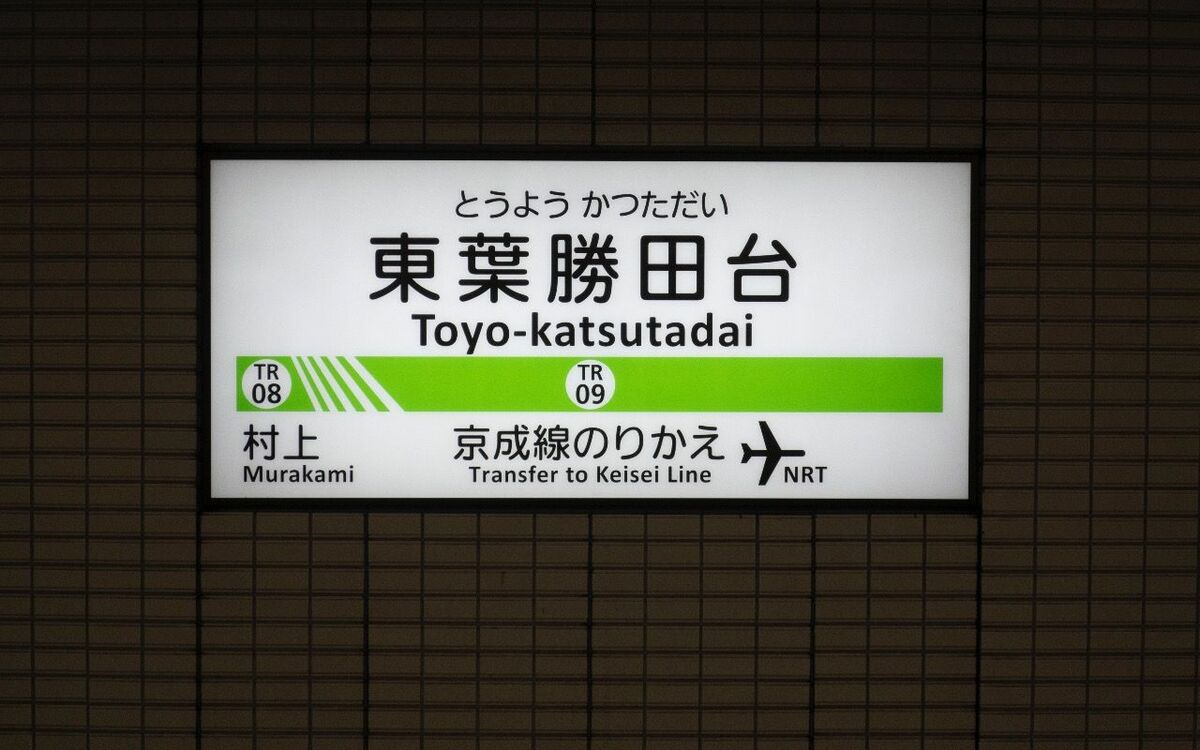 とうよう かつただい
東葉勝田台
Toyo-katsutadai
TR
08
TR
09
村上
Murakami
京成線のりかえ
Transfer to Keisei Line
NRT